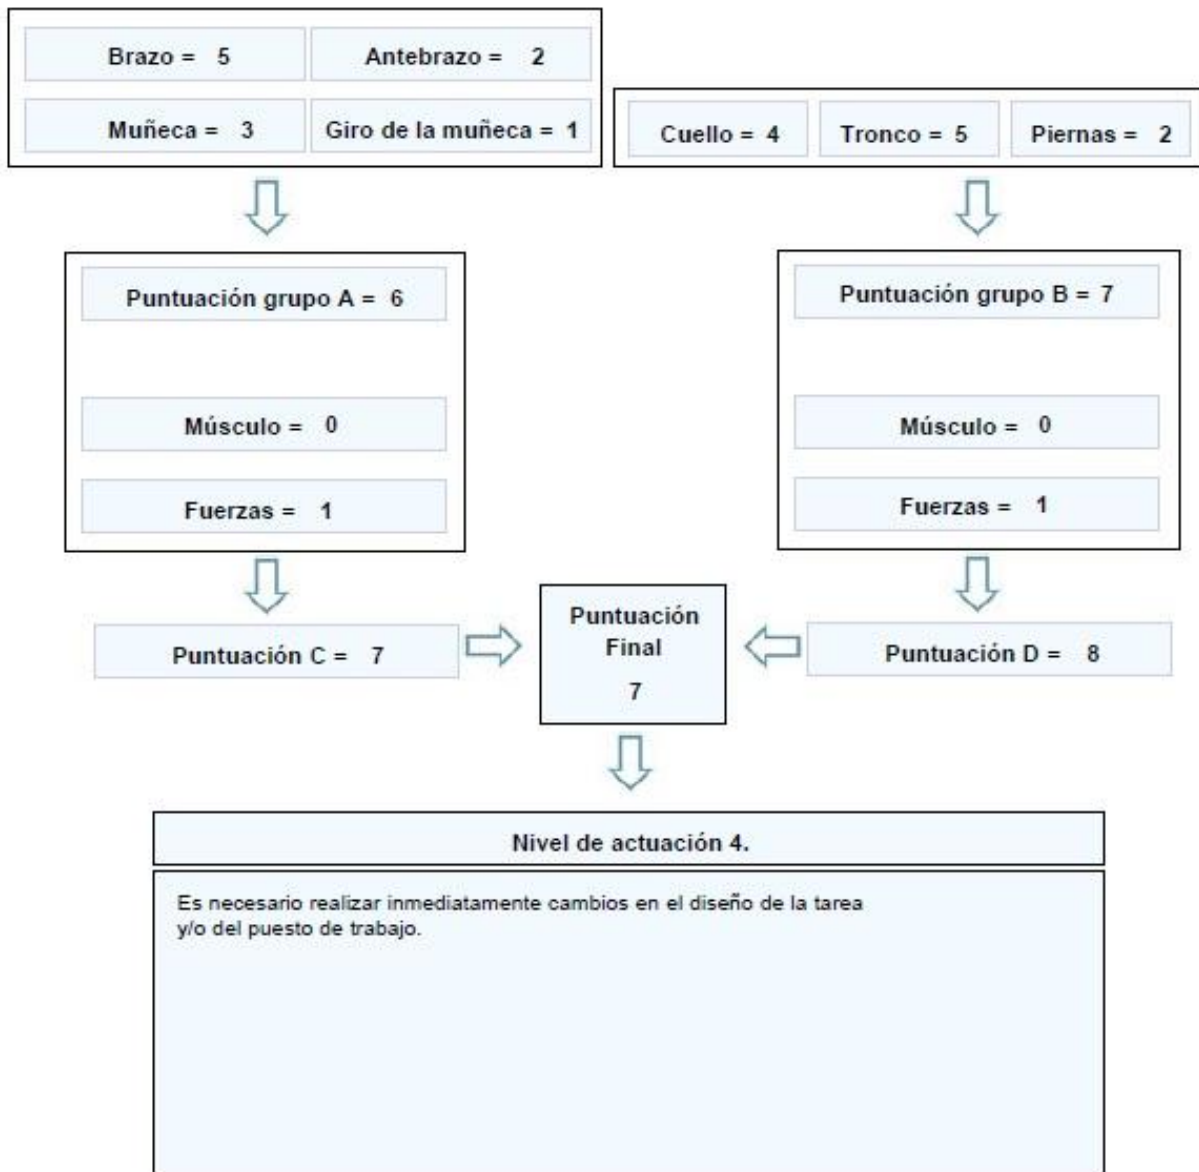 Brazo = 5
Antebrazo = 2
Muñeca = 3
Giro de la muñeca = 1
Cuello = 4
Tronco = 5
Piernas = 2
Puntuación grupo A = 6
Músculo = 0
Fuerzas = 1
Puntuación grupo B = 7
Músculo = 0
Fuerzas = 1
Puntuación C = 7
Puntuación
Final
7
Puntuación D = 8
Nivel de actuación 4.
Es necesario realizar inmediatamente cambios en el diseño de la tarea
y/o del puesto de trabajo.